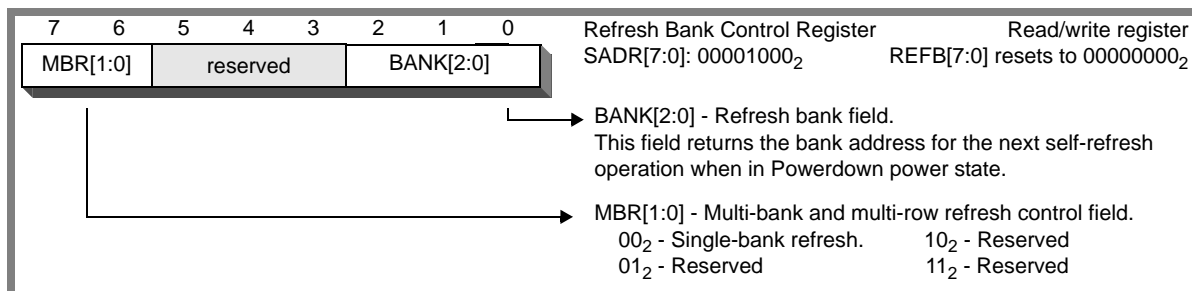 7 6 5 4 3 2 1 0
MBR[1:0] reserved BANK[2:0]
Refresh Bank Control Register Read/write register
SADR[7:0]: 00001000₂ REFB[7:0] resets to 00000000₂
BANK[2:0] - Refresh bank field.
This field returns the bank address for the next self-refresh
operation when in Powerdown power state.
MBR[1:0] - Multi-bank and multi-row refresh control field.
00₂ - Single-bank refresh. 10₂ - Reserved
01₂ - Reserved 11₂ - Reserved